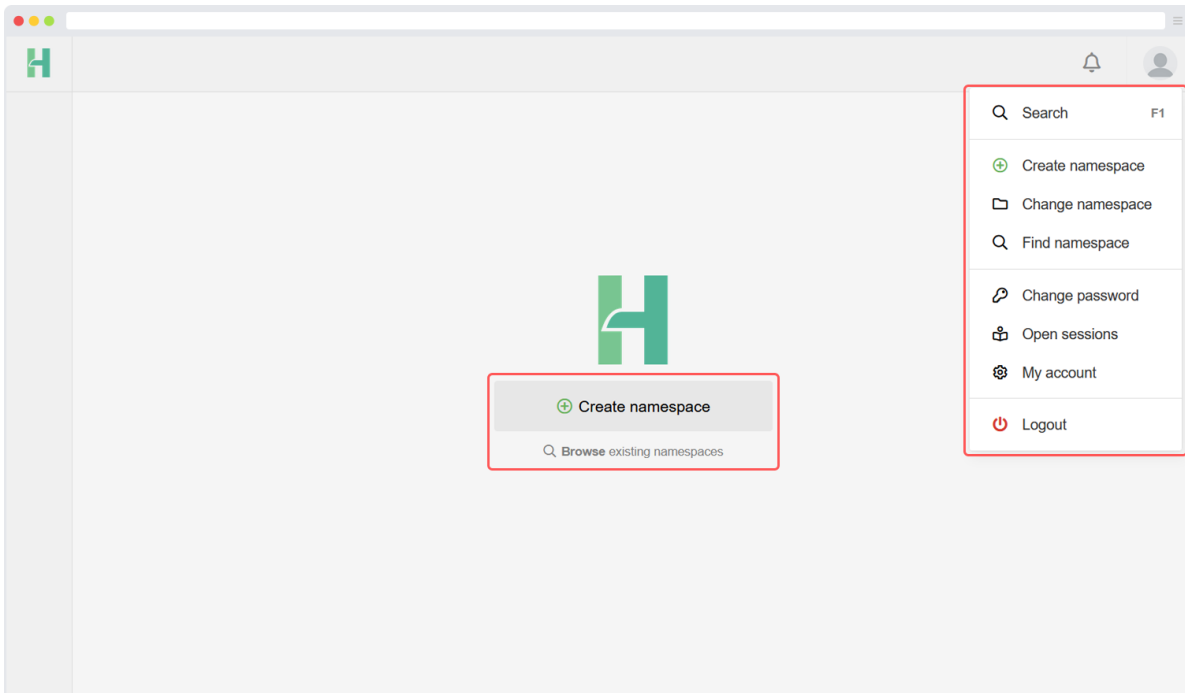 Search F1
Create namespace
Change namespace
Find namespace
Change password
Open sessions
My account
Logout
Create namespace
Browse existing namespaces